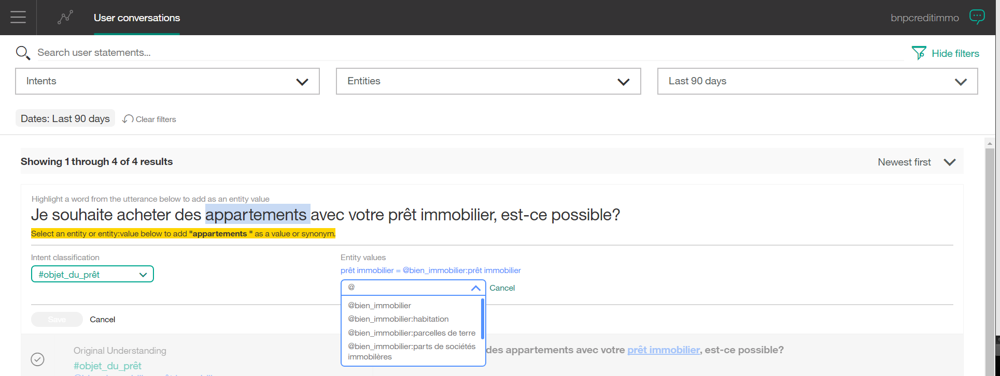 User conversations
bnpcreditimmo
Search user statements...
Hide filters
Intents
Entities
Last 90 days
Dates: Last 90 days
Clear filters
Showing 1 through 4 of 4 results
Newest first
Highlight a word from the utterance below to add as an entity value
Je souhaite acheter des appartements avec votre prêt immobilier, est-ce possible?
Select an entity or entity:value below to add "appartements " as a value or synonym.
Intent classification
#objet_du_prêt
Entity values
prêt immobilier = @bien_immobilier:prêt immobilier
@
Cancel
@bien_immobilier
@bien_immobilier:habitation
@bien_immobilier:parcelles de terre
@bien_immobilier:parts de sociétés
immobilères
Save
Cancel
Original Understanding
#objet_du_prêt
des appartements avec votre prêt immobilier, est-ce possible?